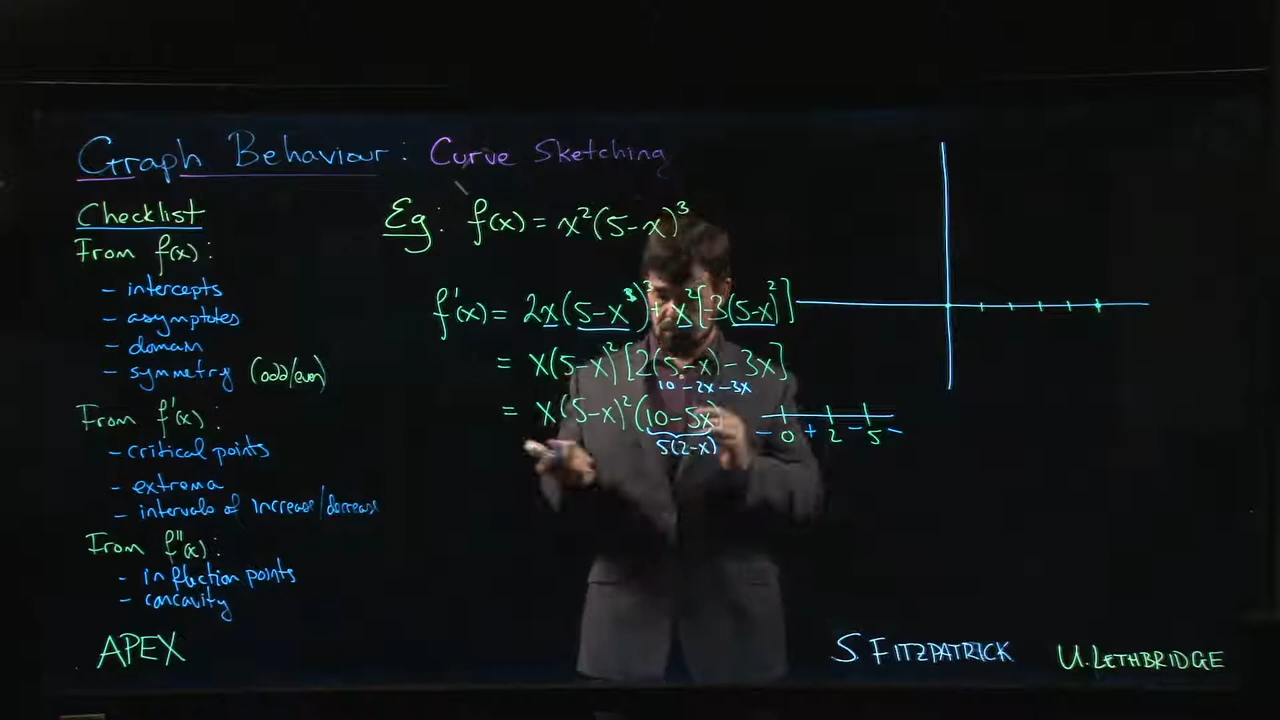 Graph Behaviour: Curve Sketching
Checklist
From f(x):
- intercepts
- asymptotes
- domain
- symmetry (odd/even)
From f'(x):
- critical points
- extrema
- intervals of increase/decrease
From f''(x):
- inflection points
- concavity
APEX
Eg: f(x) = x²(5-x)³
f'(x) = 2x(5-x)³ + x²[-3(5-x)²]
= x(5-x)²[2(5-x)-3x]
10 -2x -3x
= x(5-x)²(10-5x)
5(2-x)
- 0 + 2 - 5 -
S. FITZPATRICK
U. LETHBRIDGE